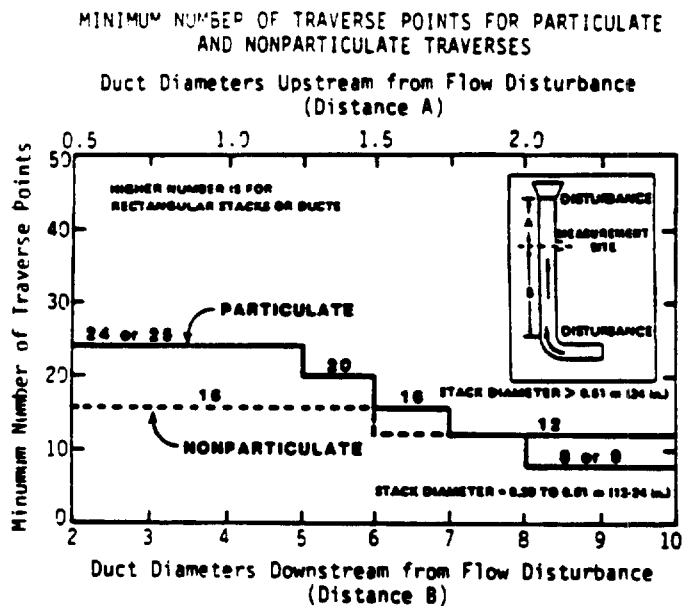 MINIMUM NUMBER OF TRAVERSE POINTS FOR PARTICULATE
AND NONPARTICULATE TRAVERSES
Duct Diameters Upstream from Flow Disturbance
(Distance A)
0.5 1.0 1.5 2.0 2.5
50
40
30
20
10
0
Minumum Number of Traverse Points
HIGHER NUMBER IS FOR
RECTANGULAR STACKS OR DUCTS
DISTURBANCE
A
MEASUREMENT
SITE
B
DISTURBANCE
PARTICULATE
24 or 25
20
16
NONPARTICULATE
16
STACK DIAMETER > 0.61 m (24 in.)
12
8 or 9
STACK DIAMETER = 0.30 TO 0.61 m (12-24 in.)
2 3 4 5 6 7 8 9 10
Duct Diameters Downstream from Flow Disturbance
(Distance B)